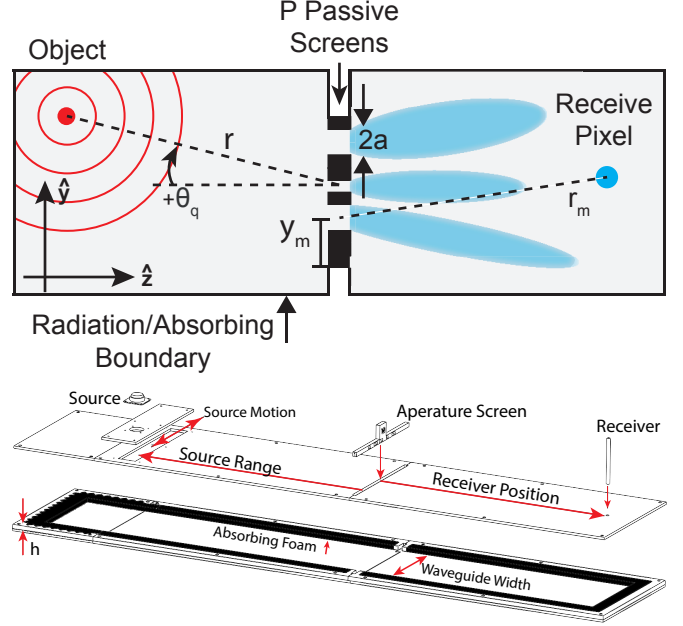 P Passive
Screens
Object
Receive
Pixel
2a
r
+θq
ŷ
ẑ
ym
rm
Radiation/Absorbing
Boundary
Source
Source Motion
Aperature Screen
Receiver
Source Range
Receiver Position
Absorbing Foam
Waveguide Width
h